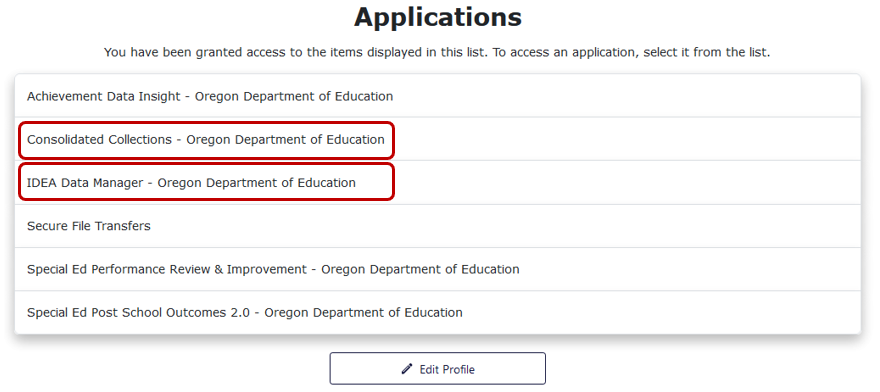 Applications
You have been granted access to the items displayed in this list. To access an application, select it from the list.
Achievement Data Insight - Oregon Department of Education
Consolidated Collections - Oregon Department of Education
IDEA Data Manager - Oregon Department of Education
Secure File Transfers
Special Ed Performance Review & Improvement - Oregon Department of Education
Special Ed Post School Outcomes 2.0 - Oregon Department of Education
Edit Profile